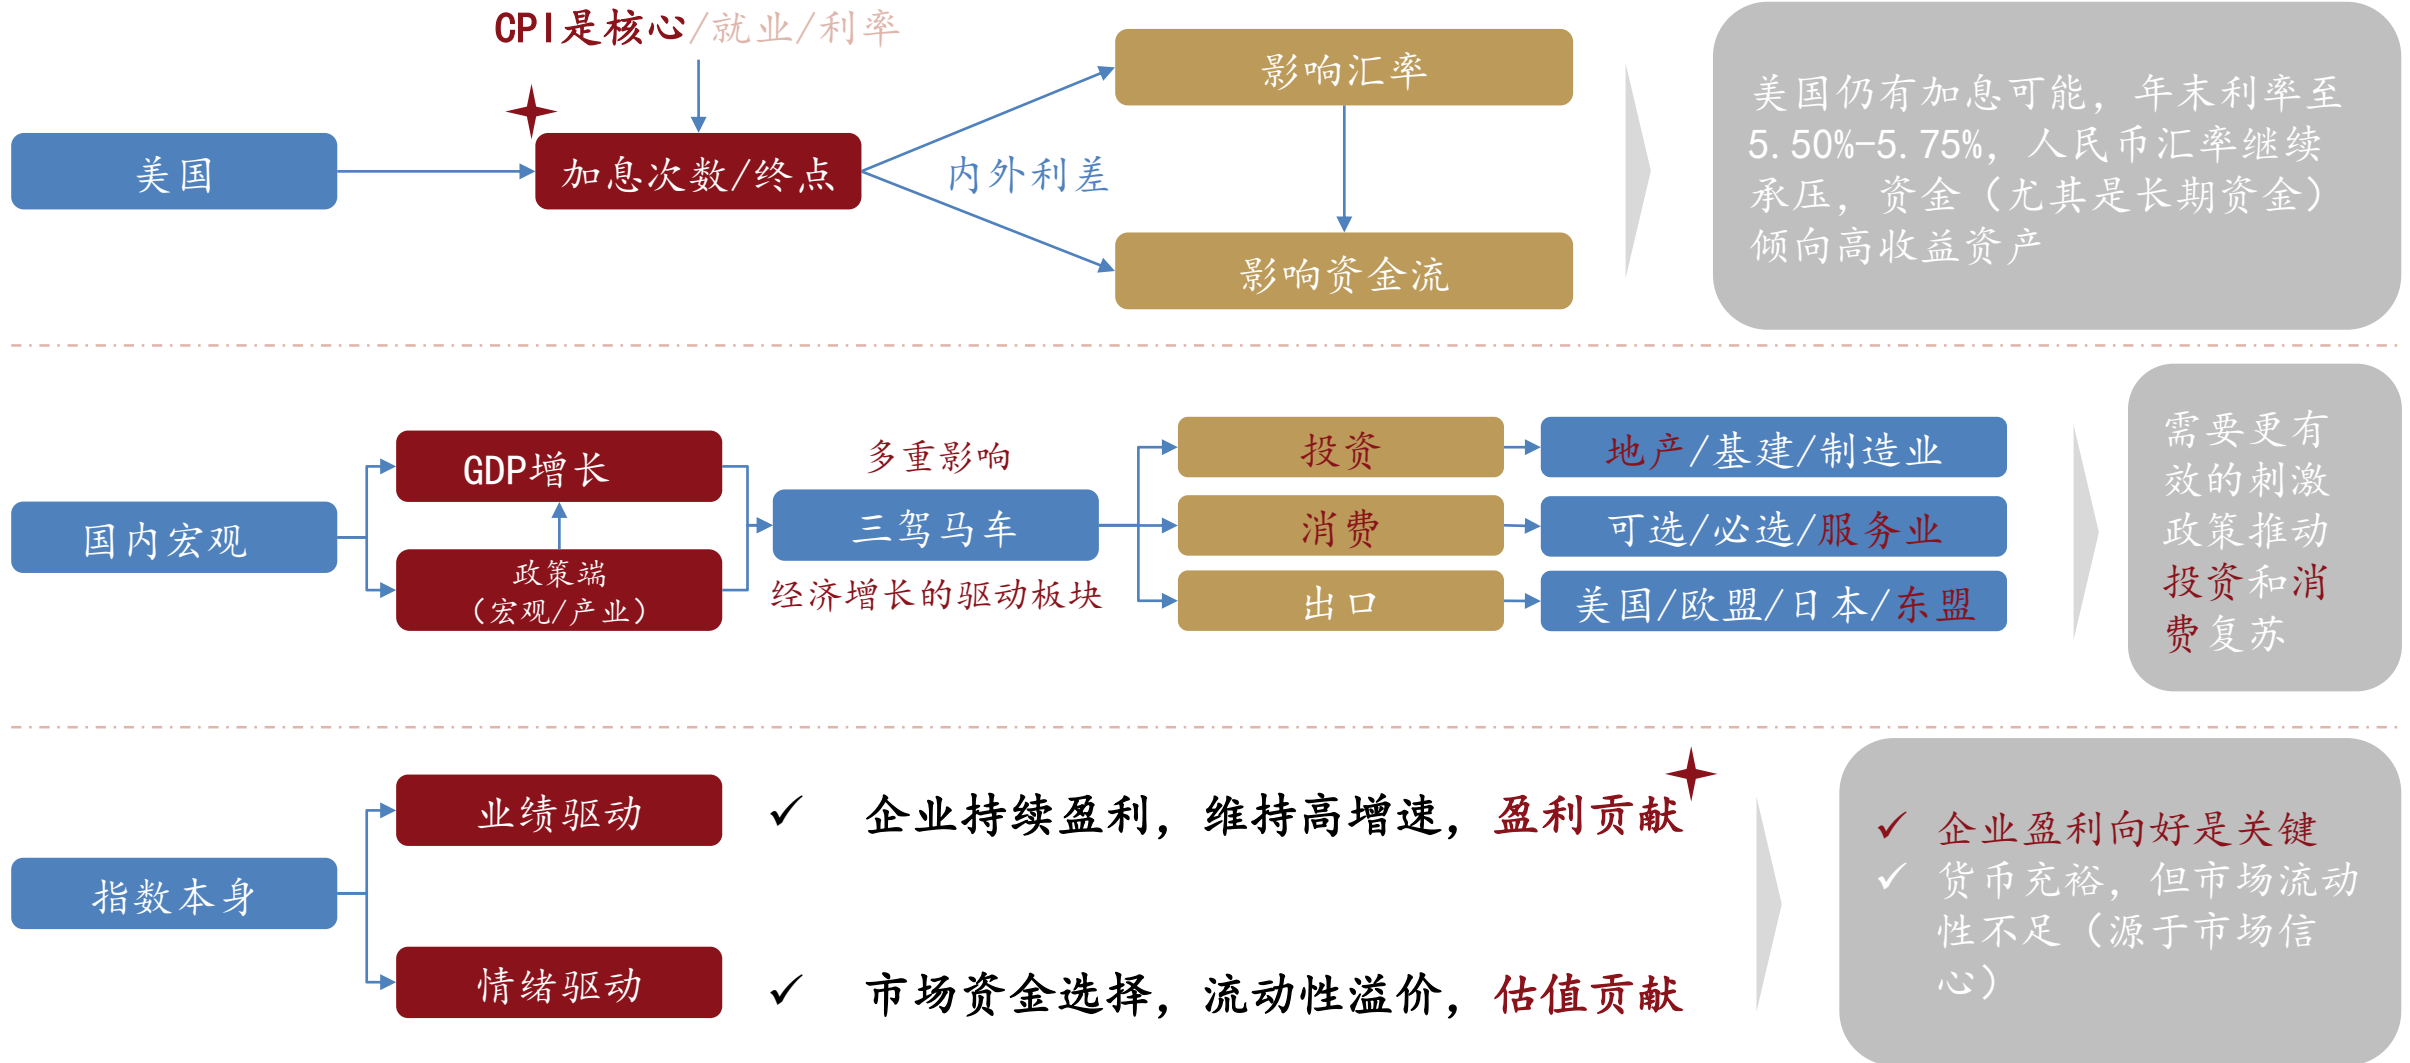 CPI是核心/就业/利率
美国
加息次数/终点
内外利差
影响汇率
影响资金流
美国仍有加息可能，年末利率至
5.50%-5.75%，人民币汇率继续
承压，资金（尤其是长期资金）
倾向高收益资产
国内宏观
GDP增长
政策端
（宏观/产业）
多重影响
三驾马车
经济增长的驱动板块
投资
地产/基建/制造业
消费
可选/必选/服务业
出口
美国/欧盟/日本/东盟
需要更有
效的刺激
政策推动
投资和消
费复苏
指数本身
业绩驱动
✓ 企业持续盈利，维持高增速，盈利贡献
情绪驱动
✓ 市场资金选择，流动性溢价，估值贡献
✓ 企业盈利向好是关键
✓ 货币充裕，但市场流动
性不足（源于市场信
心）